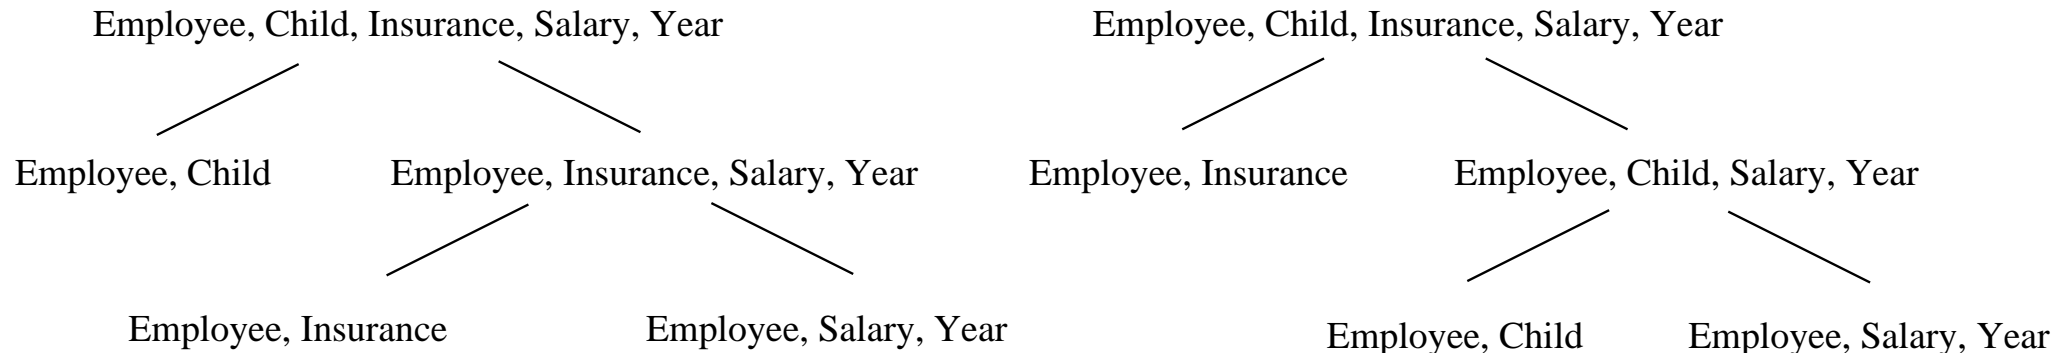 Employee, Child, Insurance, Salary, Year
Employee, Child
Employee, Insurance, Salary, Year
Employee, Insurance
Employee, Salary, Year
Employee, Child, Insurance, Salary, Year
Employee, Insurance
Employee, Child, Salary, Year
Employee, Child
Employee, Salary, Year